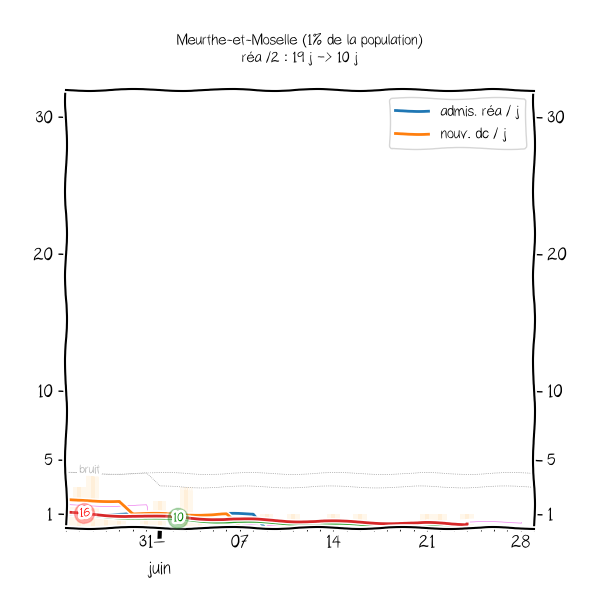 Meurthe-et-Moselle (1% de la population)
réa /2 : 19 j -> 10 j
admis. réa / j
nouv. dc / j
30
30
20
20
10
10
5
5
bruit
1
16
10
1
31
07
14
21
28
juin